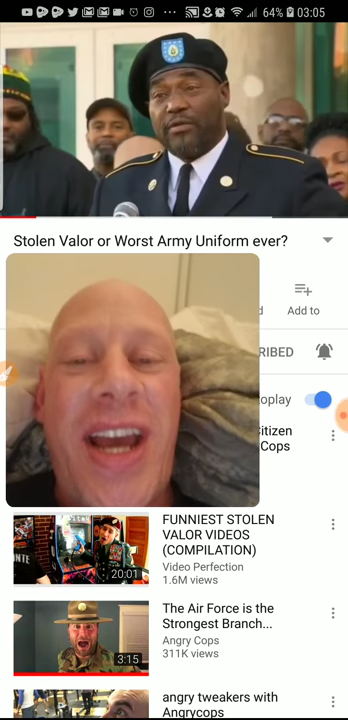 64% 03:05
Stolen Valor or Worst Army Uniform ever?
d Add to
RIBED
oplay
Citizen
Cops
FUNNIEST STOLEN
VALOR VIDEOS
(COMPILATION)
Video Perfection
1.6M views
20:01
The Air Force is the
Strongest Branch...
Angry Cops
311K views
3:15
angry tweakers with
Angrycops